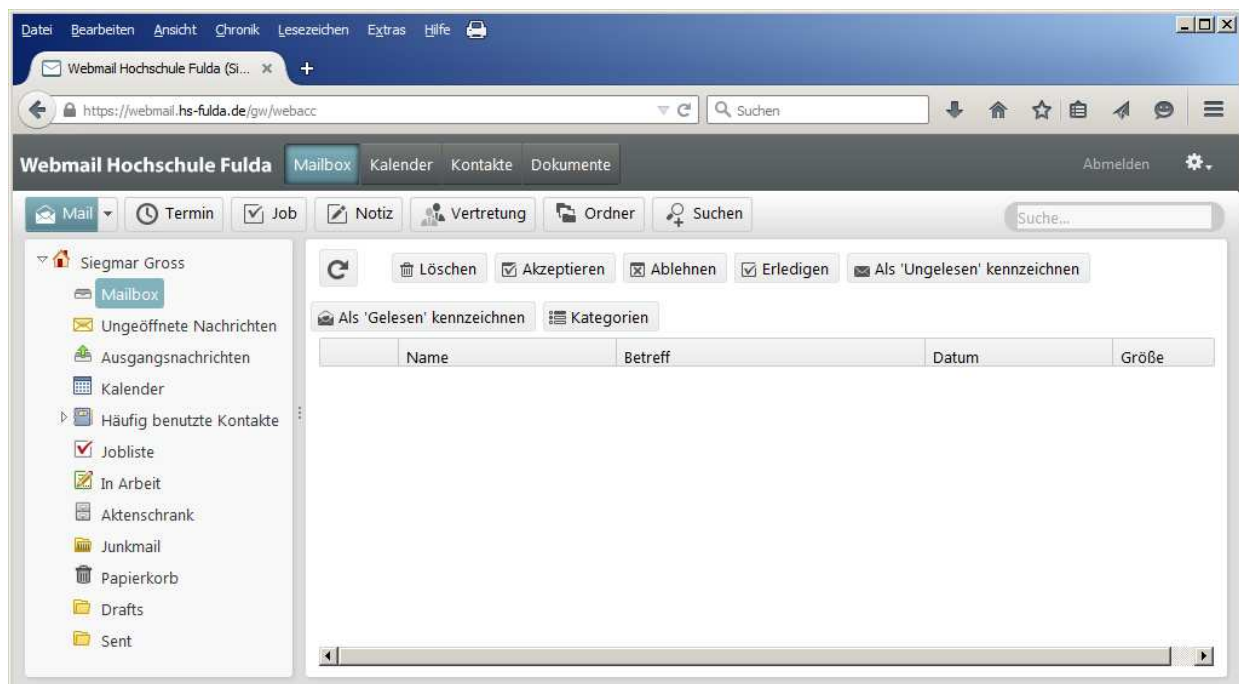 Datei Bearbeiten Ansicht Chronik Lesezeichen Extras Hilfe
Webmail Hochschule Fulda (Si... × +
https://webmail.hs-fulda.de/gw/webacc Suchen
Webmail Hochschule Fulda Mailbox Kalender Kontakte Dokumente Abmelden
Mail Termin Job Notiz Vertretung Ordner Suchen Suche...
Siegmar Gross
Mailbox
Ungeöffnete Nachrichten
Ausgangsnachrichten
Kalender
Häufig benutzte Kontakte
Jobliste
In Arbeit
Aktenschrank
Junkmail
Papierkorb
Drafts
Sent
Löschen Akzeptieren Ablehnen Erledigen Als 'Ungelesen' kennzeichnen
Als 'Gelesen' kennzeichnen Kategorien
Name Betreff Datum Größe